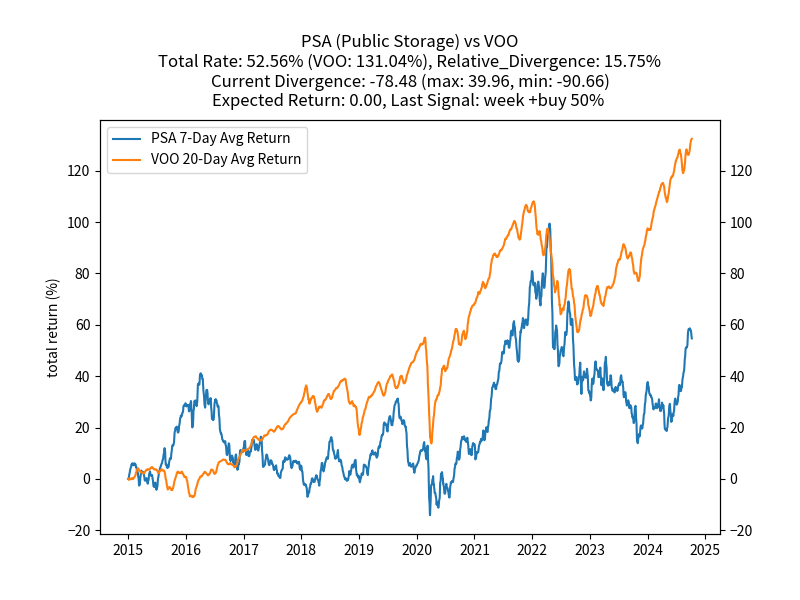 PSA (Public Storage) vs VOO
Total Rate: 52.56% (VOO: 131.04%), Relative_Divergence: 15.75%
Current Divergence: -78.48 (max: 39.96, min: -90.66)
Expected Return: 0.00, Last Signal: week +buy 50%
PSA 7-Day Avg Return
VOO 20-Day Avg Return
total return (%)
120 120
100 100
80 80
60 60
40 40
20 20
0 0
−20 −20
2015 2016 2017 2018 2019 2020 2021 2022 2023 2024 2025